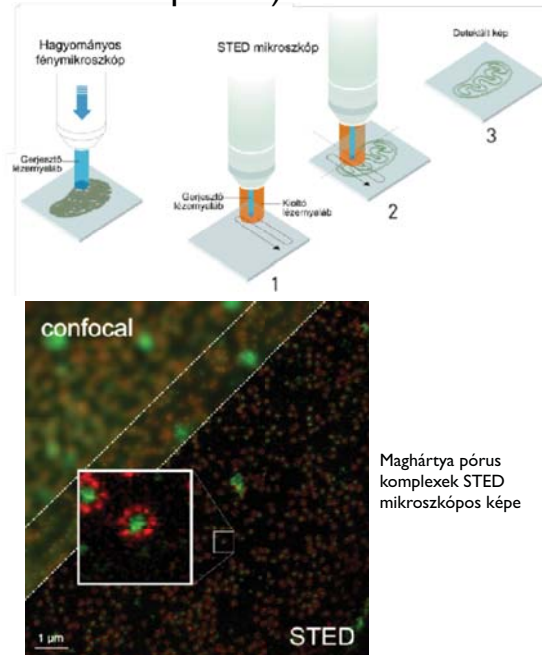 Hagyományos
fénymikroszkóp
Gerjesztő
lézernyaláb
STED mikroszkóp
Gerjesztő
lézernyaláb
Kioltó
lézernyaláb
1
2
Detektált kép
3
confocal
STED
1 µm
Maghártya pórus
komplexek STED
mikroszkópos képe